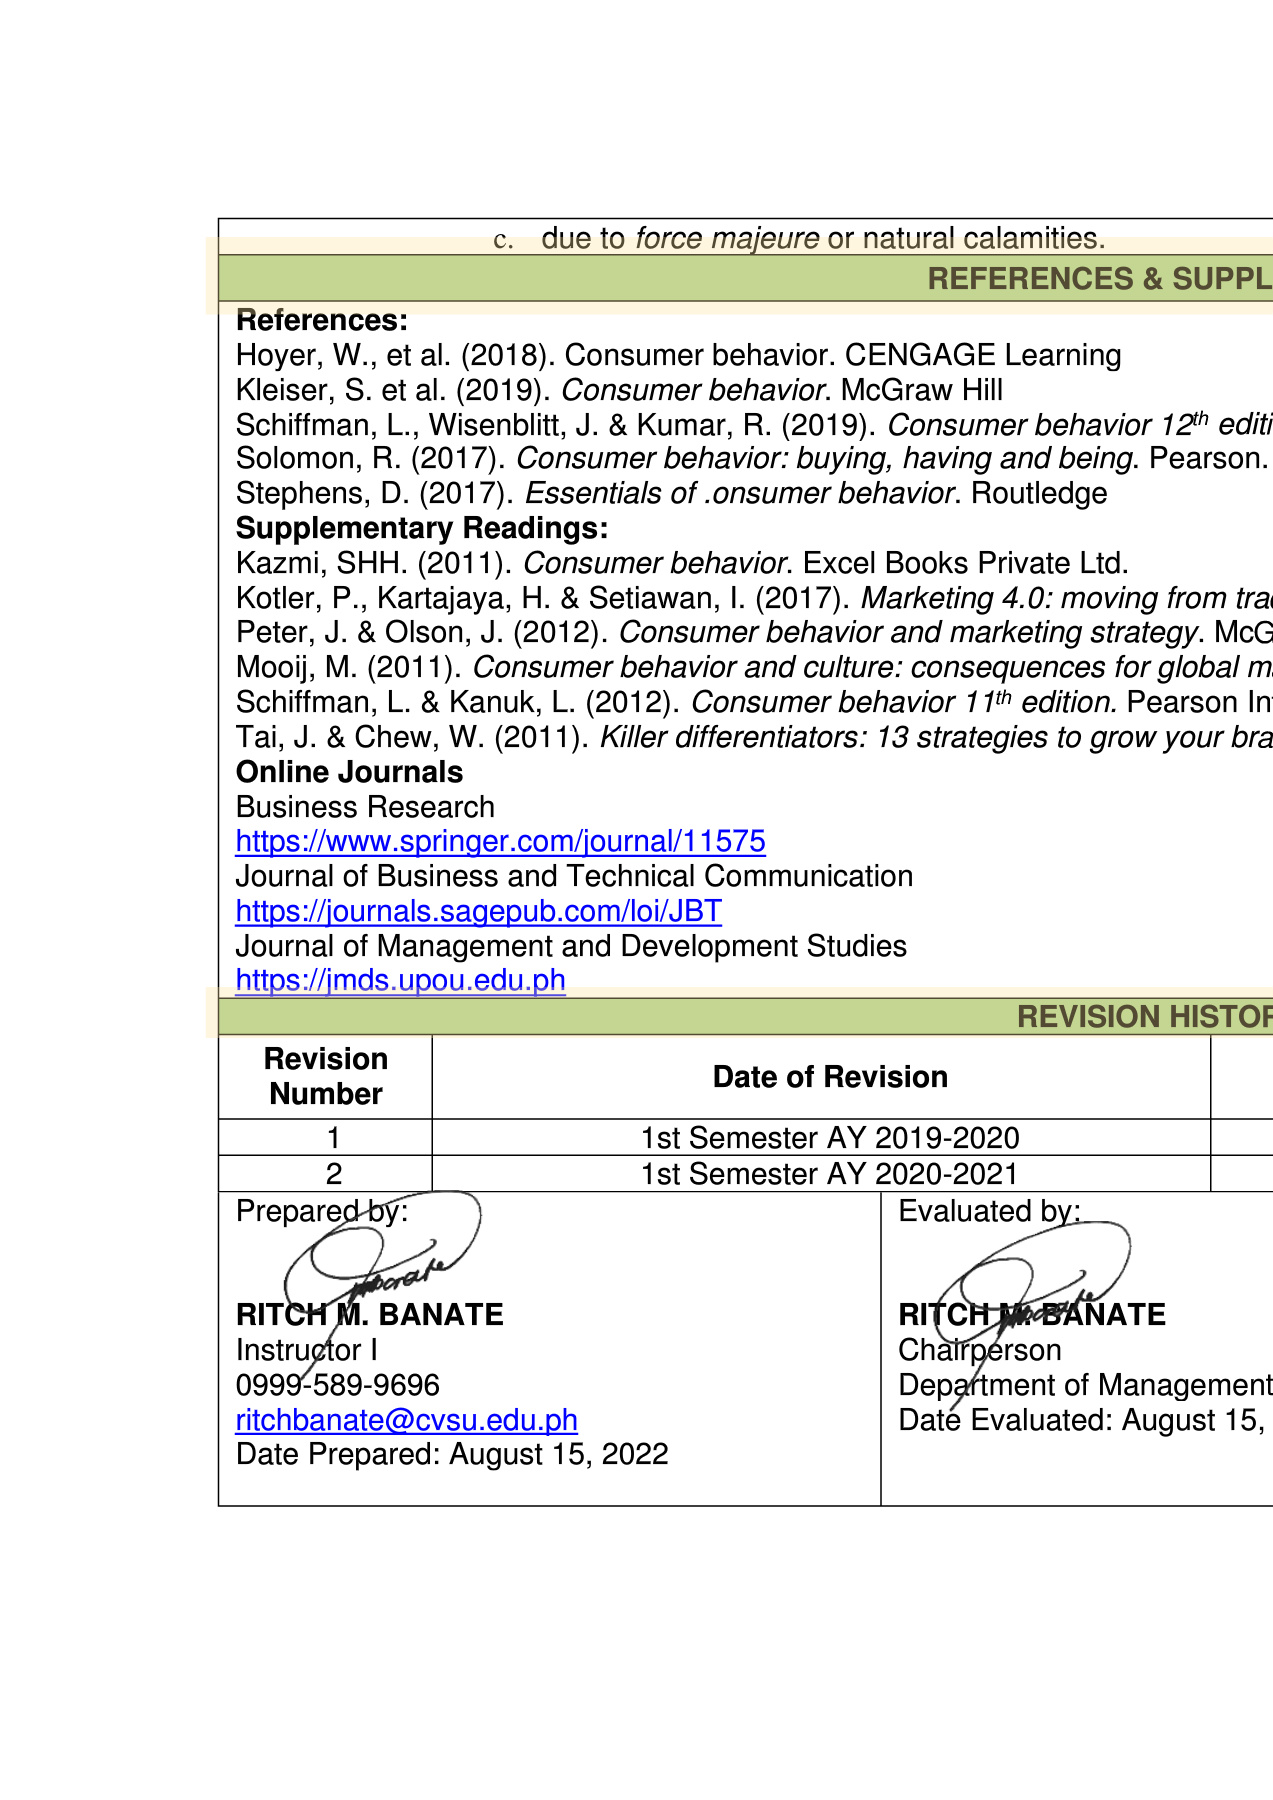 c. due to force majeure or natural calamities.
REFERENCES & SUPPL
References:
Hoyer, W., et al. (2018). Consumer behavior. CENGAGE Learning
Kleiser, S. et al. (2019). Consumer behavior. McGraw Hill
Schiffman, L., Wisenblitt, J. & Kumar, R. (2019). Consumer behavior 12th editi
Solomon, R. (2017). Consumer behavior: buying, having and being. Pearson.
Stephens, D. (2017). Essentials of .onsumer behavior. Routledge
Supplementary Readings:
Kazmi, SHH. (2011). Consumer behavior. Excel Books Private Ltd.
Kotler, P., Kartajaya, H. & Setiawan, I. (2017). Marketing 4.0: moving from trad
Peter, J. & Olson, J. (2012). Consumer behavior and marketing strategy. McG
Mooij, M. (2011). Consumer behavior and culture: consequences for global ma
Schiffman, L. & Kanuk, L. (2012). Consumer behavior 11th edition. Pearson Int
Tai, J. & Chew, W. (2011). Killer differentiators: 13 strategies to grow your bra
Online Journals
Business Research
https://www.springer.com/journal/11575
Journal of Business and Technical Communication
https://journals.sagepub.com/loi/JBT
Journal of Management and Development Studies
https://jmds.upou.edu.ph
REVISION HISTOR
Revision Number
Date of Revision
1 1st Semester AY 2019-2020
2 1st Semester AY 2020-2021
Prepared by:
RITCH M. BANATE
Instructor I
0999-589-9696
ritchbanate@cvsu.edu.ph
Date Prepared: August 15, 2022
Evaluated by:
RITCH M. BANATE
Chairperson
Department of Management
Date Evaluated: August 15,